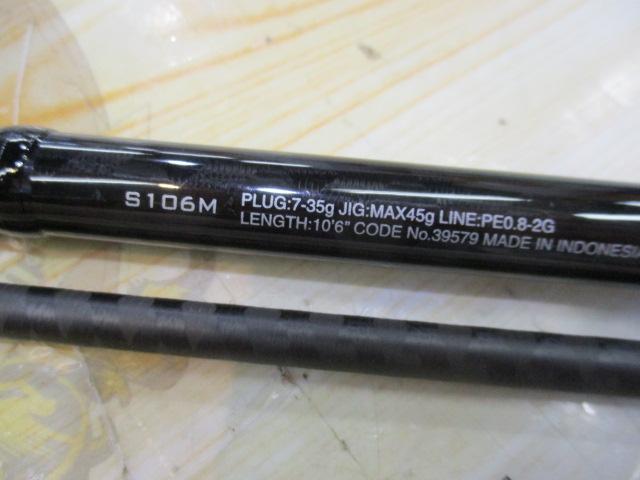 S106M PLUG:7-35g JIG:MAX45g LINE:PE0.8-2G
LENGTH:10'6" CODE No.39579 MADE IN INDONESIA